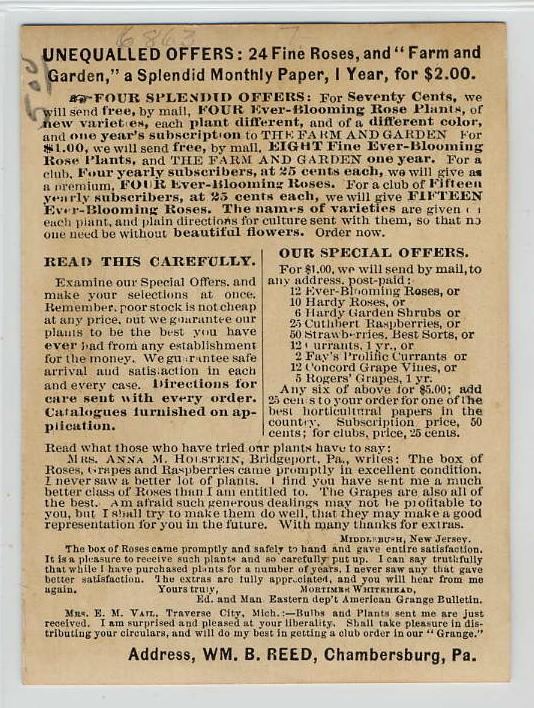 6863 7
500
UNEQUALLED OFFERS: 24 Fine Roses, and "Farm and
Garden," a Splendid Monthly Paper, 1 Year, for $2.00.
☞FOUR SPLENDID OFFERS: For Seventy Cents, we
will send free, by mail, FOUR Ever-Blooming Rose Plants, of
new varieties, each plant different, and of a different color,
and one year's subscription to THE FARM AND GARDEN For
$1.00, we will send free, by mail, EIGHT Fine Ever-Blooming
Rose Plants, and THE FARM AND GARDEN one year. For a
club, Four yearly subscribers, at 25 cents each, we will give as
a premium, FOUR Ever-Blooming Roses. For a club of Fifteen
yearly subscribers, at 25 cents each, we will give FIFTEEN
Ever-Blooming Roses. The names of varieties are given
each plant, and plain directions for culture sent with them, so that no
one need be without beautiful flowers. Order now.
READ THIS CAREFULLY.
Examine our Special Offers, and
make your selections at once.
Remember, poor stock is not cheap
at any price, but we guarantee our
plants to be the best you have
ever had from any establishment
for the money. We guarantee safe
arrival and satisfaction in each
and every case. Directions for
care sent with every order.
Catalogues furnished on ap-
plication.
OUR SPECIAL OFFERS.
For $1.00, we will send by mail, to
any address, post-paid:
12 Ever-Blooming Roses, or
10 Hardy Roses, or
6 Hardy Garden Shrubs or
25 Cuthbert Raspberries, or
50 Strawberries, Best Sorts, or
12 Currants, 1 yr., or
2 Fay's Prolific Currants or
12 Concord Grape Vines, or
5 Rogers' Grapes, 1 yr.
Any six of above for $5.00; add
25 cents to your order for one of the
best horticultural papers in the
country. Subscription price, 50
cents; for clubs, price, 25 cents.
Read what those who have tried our plants have to say:
MRS. ANNA M. HOLSTEIN, Bridgeport, Pa., writes: The box of
Roses, Grapes and Raspberries came promptly in excellent condition.
I never saw a better lot of plants. I find you have sent me a much
better class of Roses than I am entitled to. The Grapes are also all of
the best. Am afraid such generous dealings may not be profitable to
you, but I shall try to make them do well, that they may make a good
representation for you in the future. With many thanks for extras.
MIDDLEBUSH, New Jersey.
The box of Roses came promptly and safely to hand and gave entire satisfaction.
It is a pleasure to receive such plants and so carefully put up. I can say truthfully
that while I have purchased plants for a number of years, I never saw any that gave
better satisfaction. The extras are fully appreciated, and you will hear from me
again. Yours truly, MORTIMER WHITEHEAD,
Ed. and Man Eastern dep't American Grange Bulletin.
MRS. E. M. VAIL, Traverse City, Mich.:—Bulbs and Plants sent me are just
received. I am surprised and pleased at your liberality. Shall take pleasure in dis-
tributing your circulars, and will do my best in getting a club order in our "Grange."
Address, WM. B. REED, Chambersburg, Pa.